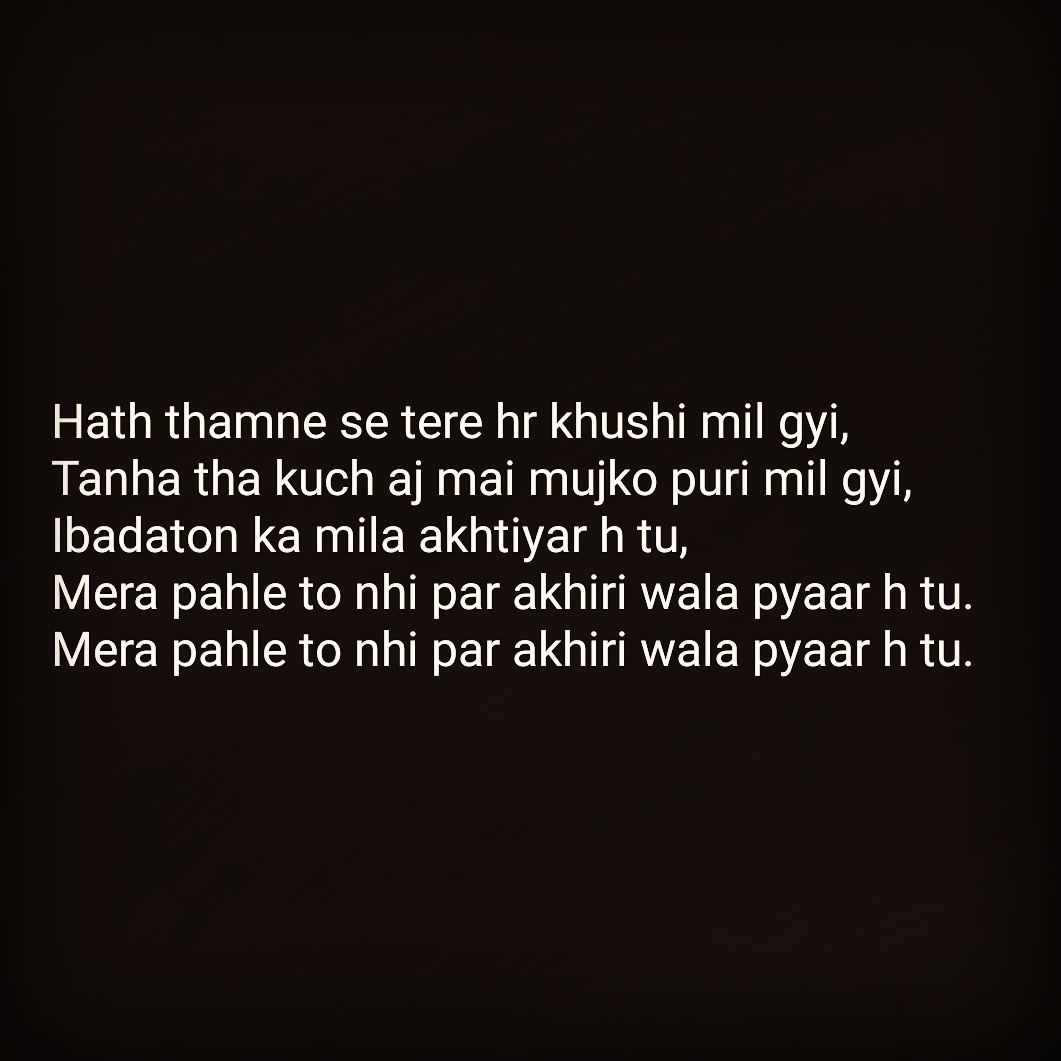 Hath thamne se tere hr khushi mil gyi,
Tanha tha kuch aj mai mujko puri mil gyi,
Ibadaton ka mila akhtiyar h tu,
Mera pahle to nhi par akhiri wala pyaar h tu.
Mera pahle to nhi par akhiri wala pyaar h tu.